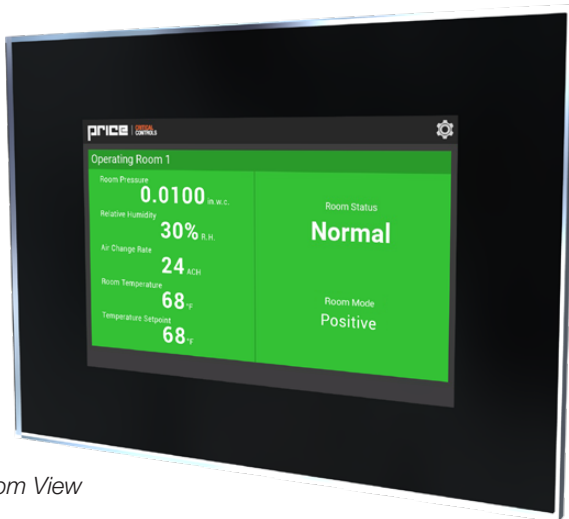 price CRITICAL CONTROLS
Operating Room 1
Room Pressure
0.0100 in.w.c.
Relative Humidity
30% R.H.
Air Change Rate
24 ACH
Room Temperature
68 °F
Temperature Setpoint
68 °F
Room Status
Normal
Room Mode
Positive
om View